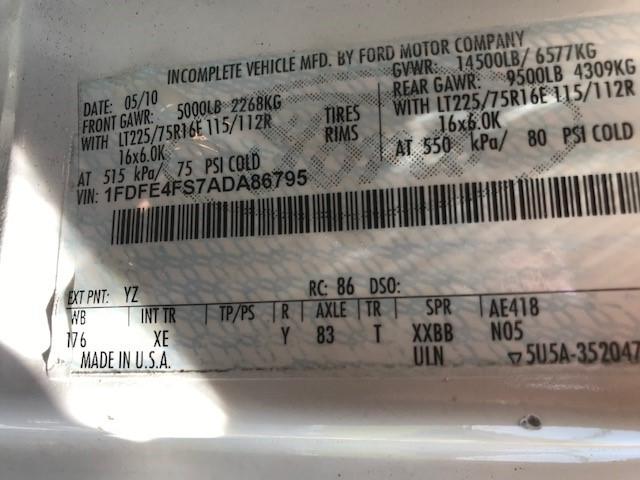 INCOMPLETE VEHICLE MFD. BY FORD MOTOR COMPANY
DATE: 05/10 GVWR: 14500LB/ 6577KG
FRONT GAWR: 5000LB 2268KG REAR GAWR: 9500LB 4309KG
WITH LT225/75R16E 115/112R TIRES WITH LT225/75R16E 115/112R
16x6.0K RIMS 16x6.0K
AT 515 kPa/ 75 PSI COLD AT 550 kPa/ 80 PSI COLD
VIN: 1FDFE4FS7ADA86795
EXT PNT: YZ RC: 86 DSO:
WB INT TR TP/PS R AXLE TR SPR AE418
176 XE Y 83 T XXBB N05
MADE IN U.S.A. ULN ▽5U5A-352047